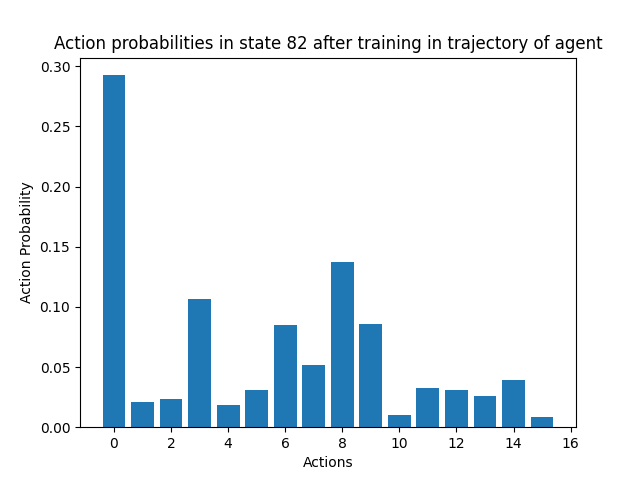 Action probabilities in state 82 after training in trajectory of agent
0.30
0.25
0.20
0.15
0.10
0.05
0.00
Action Probability
0 2 4 6 8 10 12 14 16
Actions